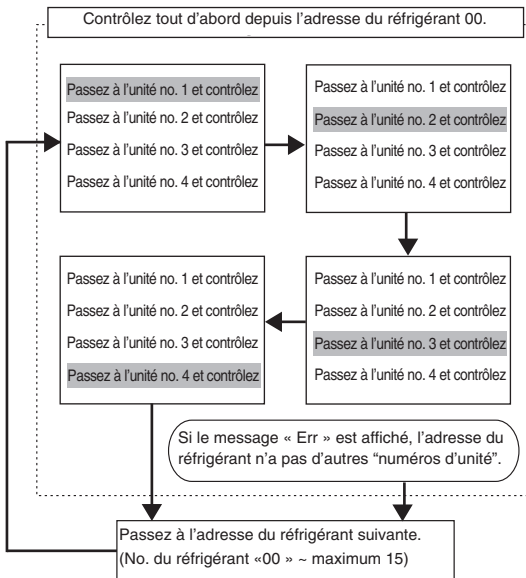 Contrôlez tout d'abord depuis l'adresse du réfrigérant 00.
Passez à l'unité no. 1 et contrôlez
Passez à l'unité no. 2 et contrôlez
Passez à l'unité no. 3 et contrôlez
Passez à l'unité no. 4 et contrôlez
Passez à l'unité no. 1 et contrôlez
Passez à l'unité no. 2 et contrôlez
Passez à l'unité no. 3 et contrôlez
Passez à l'unité no. 4 et contrôlez
Passez à l'unité no. 1 et contrôlez
Passez à l'unité no. 2 et contrôlez
Passez à l'unité no. 3 et contrôlez
Passez à l'unité no. 4 et contrôlez
Passez à l'unité no. 1 et contrôlez
Passez à l'unité no. 2 et contrôlez
Passez à l'unité no. 3 et contrôlez
Passez à l'unité no. 4 et contrôlez
Si le message « Err » est affiché, l'adresse du
réfrigérant n'a pas d'autres “numéros d'unité”.
Passez à l'adresse du réfrigérant suivante.
(No. du réfrigérant «00 » ~ maximum 15)